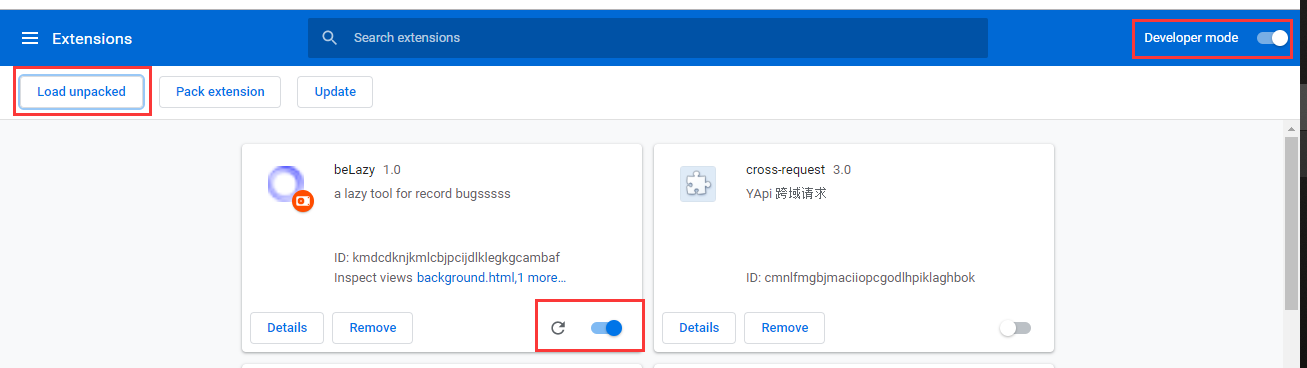 Extensions
Search extensions
Developer mode
Load unpacked
Pack extension
Update
beLazy 1.0
a lazy tool for record bugsssss
ID: kmdcdknjkmlcbjpcijdlklegkgcambaf
Inspect views background.html,1 more...
Details
Remove
cross-request 3.0
YApi 跨域请求
ID: cmnlfmgbjmaciiopcgodlhpiklaghbok
Details
Remove